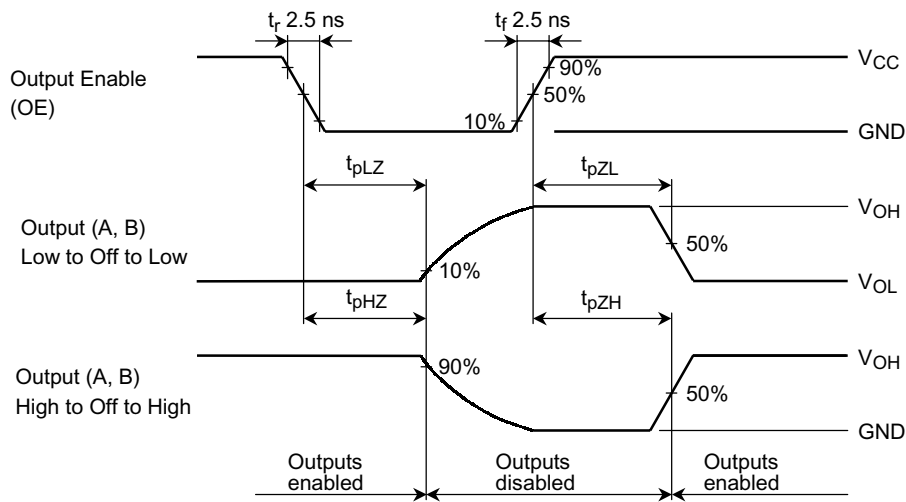 tr 2.5 ns
tf 2.5 ns
Output Enable
(OE)
90%
50%
10%
VCC
GND
tpLZ
tpZL
Output (A, B)
Low to Off to Low
10%
50%
VOH
VOL
tpHZ
tpZH
Output (A, B)
High to Off to High
90%
50%
VOH
GND
Outputs
enabled
Outputs
disabled
Outputs
enabled